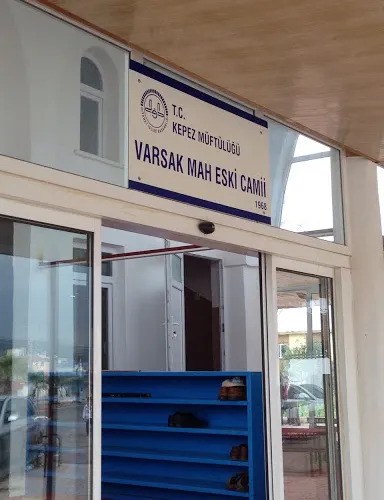 T.C.
KEPEZ MÜFTÜLÜĞÜ
VARSAK MAH ESKİ CAMİİ
1968